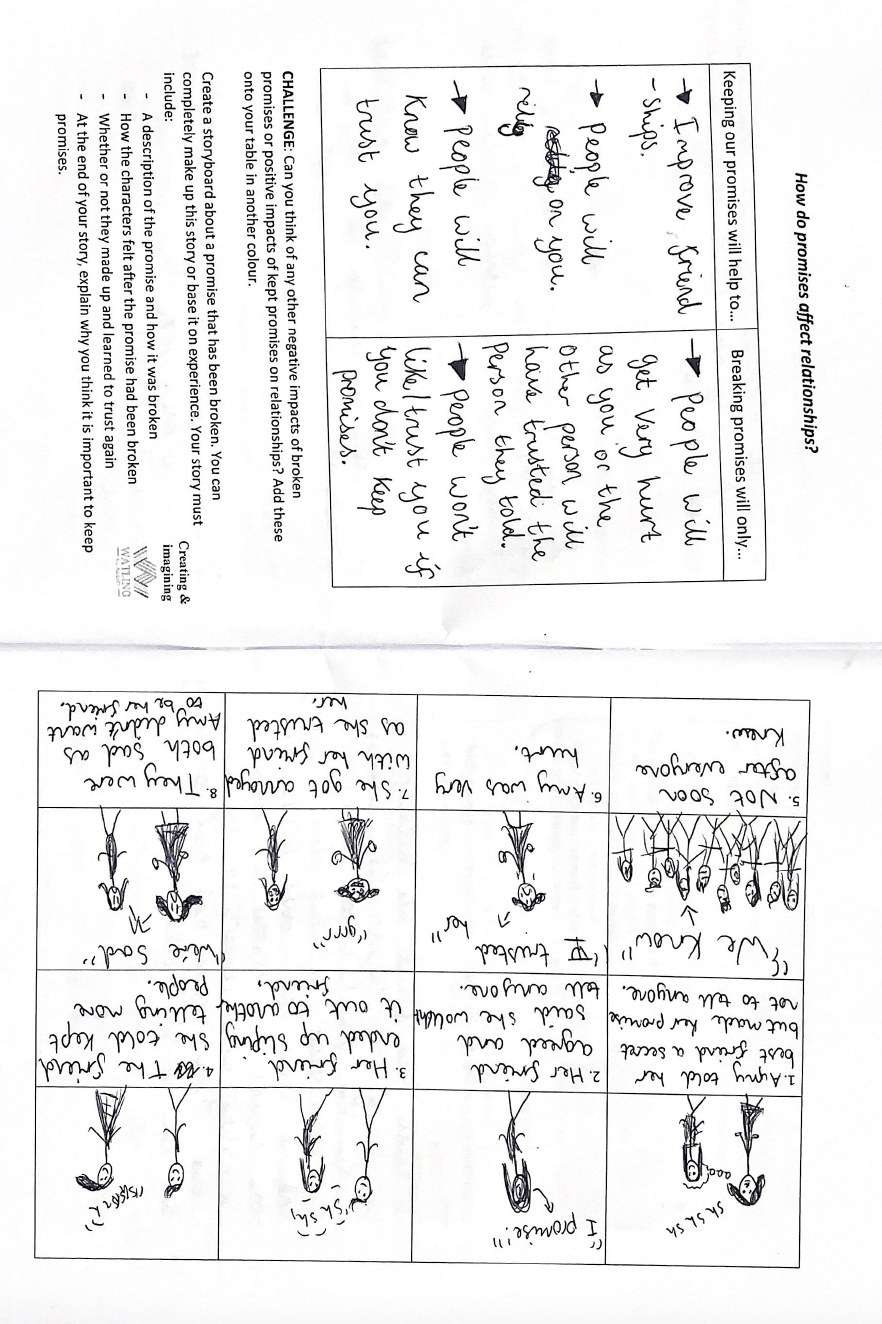 How do promises affect relationships?
Keeping our promises will help to...
→ Improve friend
- ships.
→ People will
rely on you.
→ People will
know they can
trust you.
Breaking promises will only...
→ People will
get very hurt
as you or the
other person will
have trusted the
person they told.
→ People won't
like/trust you if
you don't keep
promises.
CHALLENGE: Can you think of any other negative impacts of broken
promises or positive impacts of kept promises on relationships? Add these
onto your table in another colour.
Create a storyboard about a promise that has been broken. You can
completely make up this story or base it on experience. Your story must
include:
- A description of the promise and how it was broken
- How the characters felt after the promise had been broken
- Whether or not they made up and learned to trust again
- At the end of your story, explain why you think it is important to keep
promises.
Creating &
imagining
WATLING
sh sh sh
1. Aymy told her
best friend a secret
but made her promise
not to tell anyone.
"I promise!"
2. Her friend
agreed and
said she wouldn't
tell anyone.
"Sh sh"
3. Her friend
ended up sliping
it out to another
friend.
4. The friend
she told kept
telling more
people.
"We know"
5. Not soon
after everyone
knew.
"I trusted
her"
6. Amy was very
hurt.
"grrr"
7. She got annoyed
with her friend
as she trusted
her.
"We're sad"
8. They were
both sad as
Amy didn't want
to be her friend.